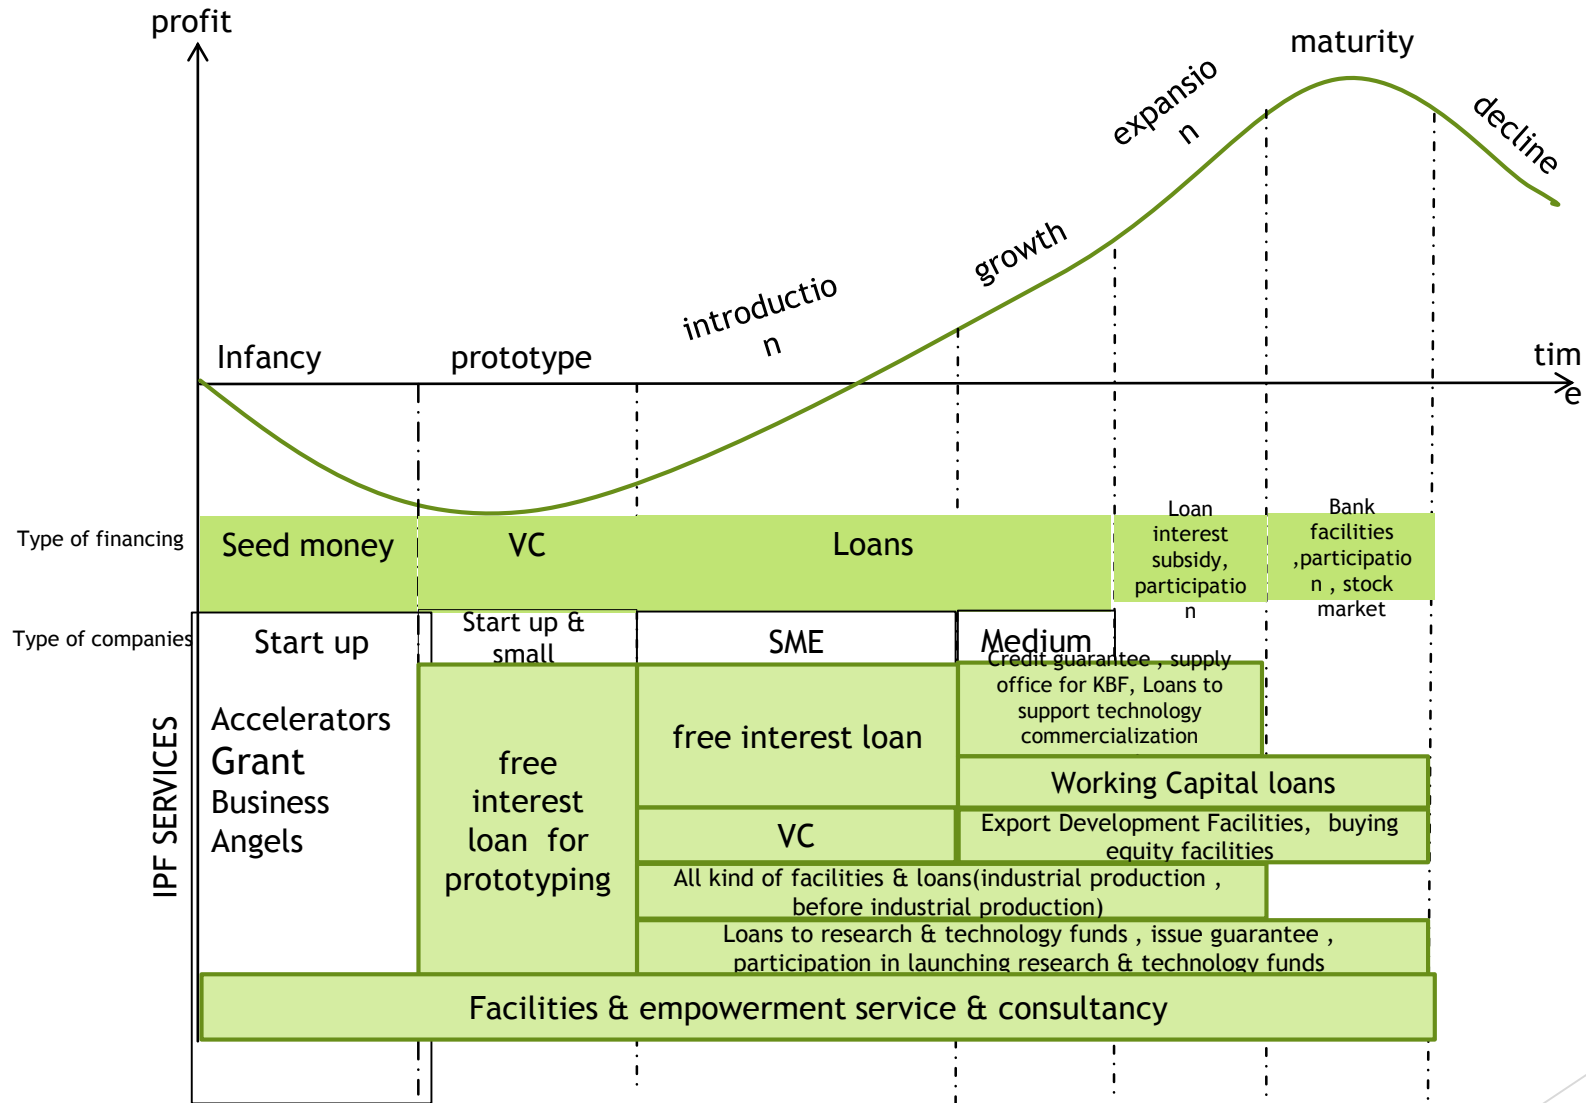 profit
maturity
expansio
n
decline
growth
introductio
n
Infancy
prototype
tim
e
Type of financing
Seed money
VC
Loans
Loan
interest
subsidy,
participatio
n
Bank
facilities
,participatio
n , stock
market
Type of companies
Start up
Start up &
small
SME
Medium
IPF SERVICES
Accelerators
Grant
Business
Angels
free
interest
loan for
prototyping
free interest loan
Credit guarantee , supply
office for KBF, Loans to
support technology
commercialization
Working Capital loans
VC
Export Development Facilities, buying
equity facilities
All kind of facilities & loans(industrial production ,
before industrial production)
Loans to research & technology funds , issue guarantee ,
participation in launching research & technology funds
Facilities & empowerment service & consultancy